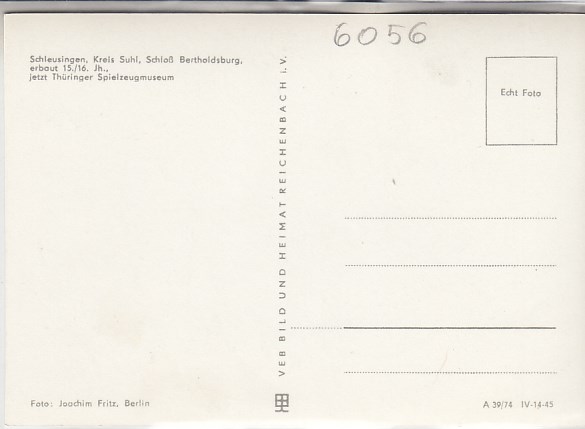 6056
Schleusingen, Kreis Suhl, Schloß Bertholdsburg,
erbaut 15./16. Jh.,
jetzt Thüringer Spielzeugmuseum
Echt Foto
VEB BILD UND HEIMAT REICHENBACH i. V.
Foto: Joachim Fritz, Berlin
A 39/74 IV-14-45